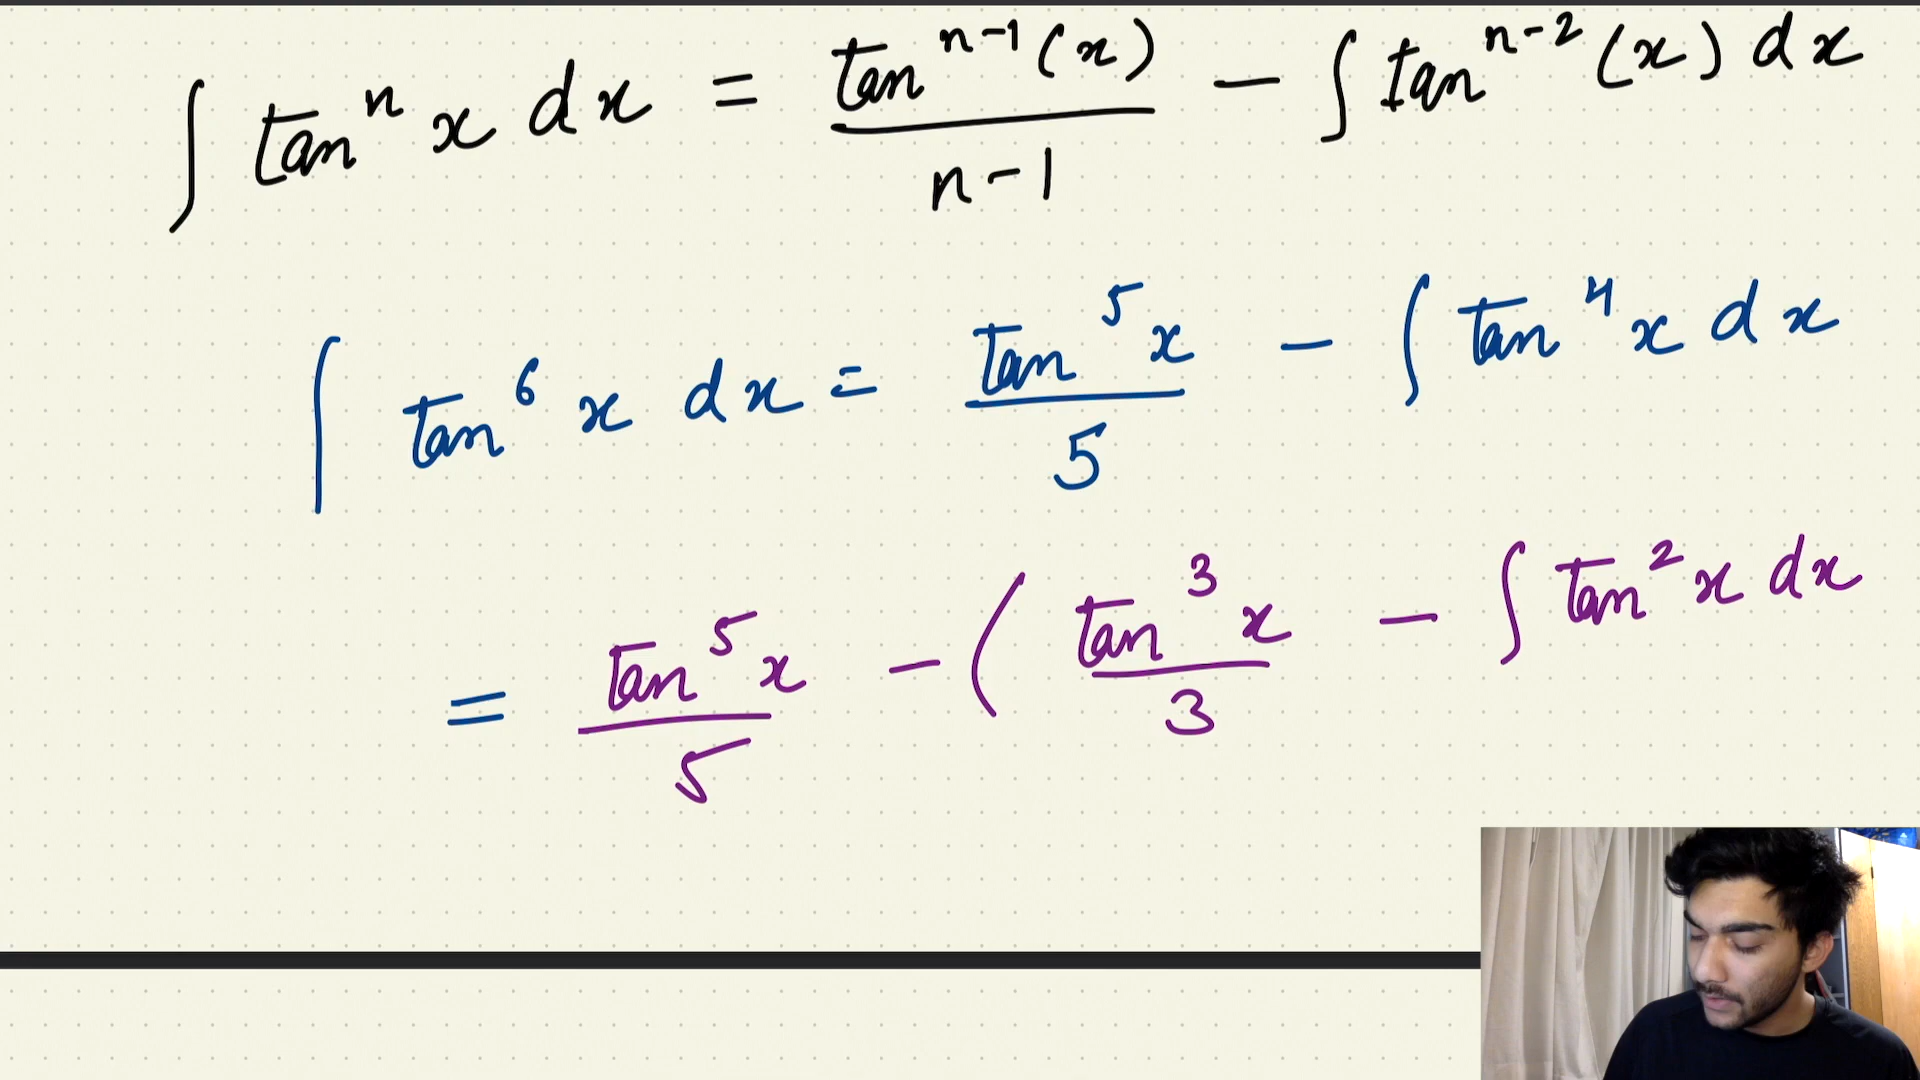 ∫ tanⁿ x dx = tanⁿ⁻¹(x) / n-1 − ∫ tanⁿ⁻²(x) dx
∫ tan⁶ x dx = tan⁵ x / 5 − ∫ tan⁴ x dx
= tan⁵ x / 5 − ( tan³ x / 3 − ∫ tan² x dx